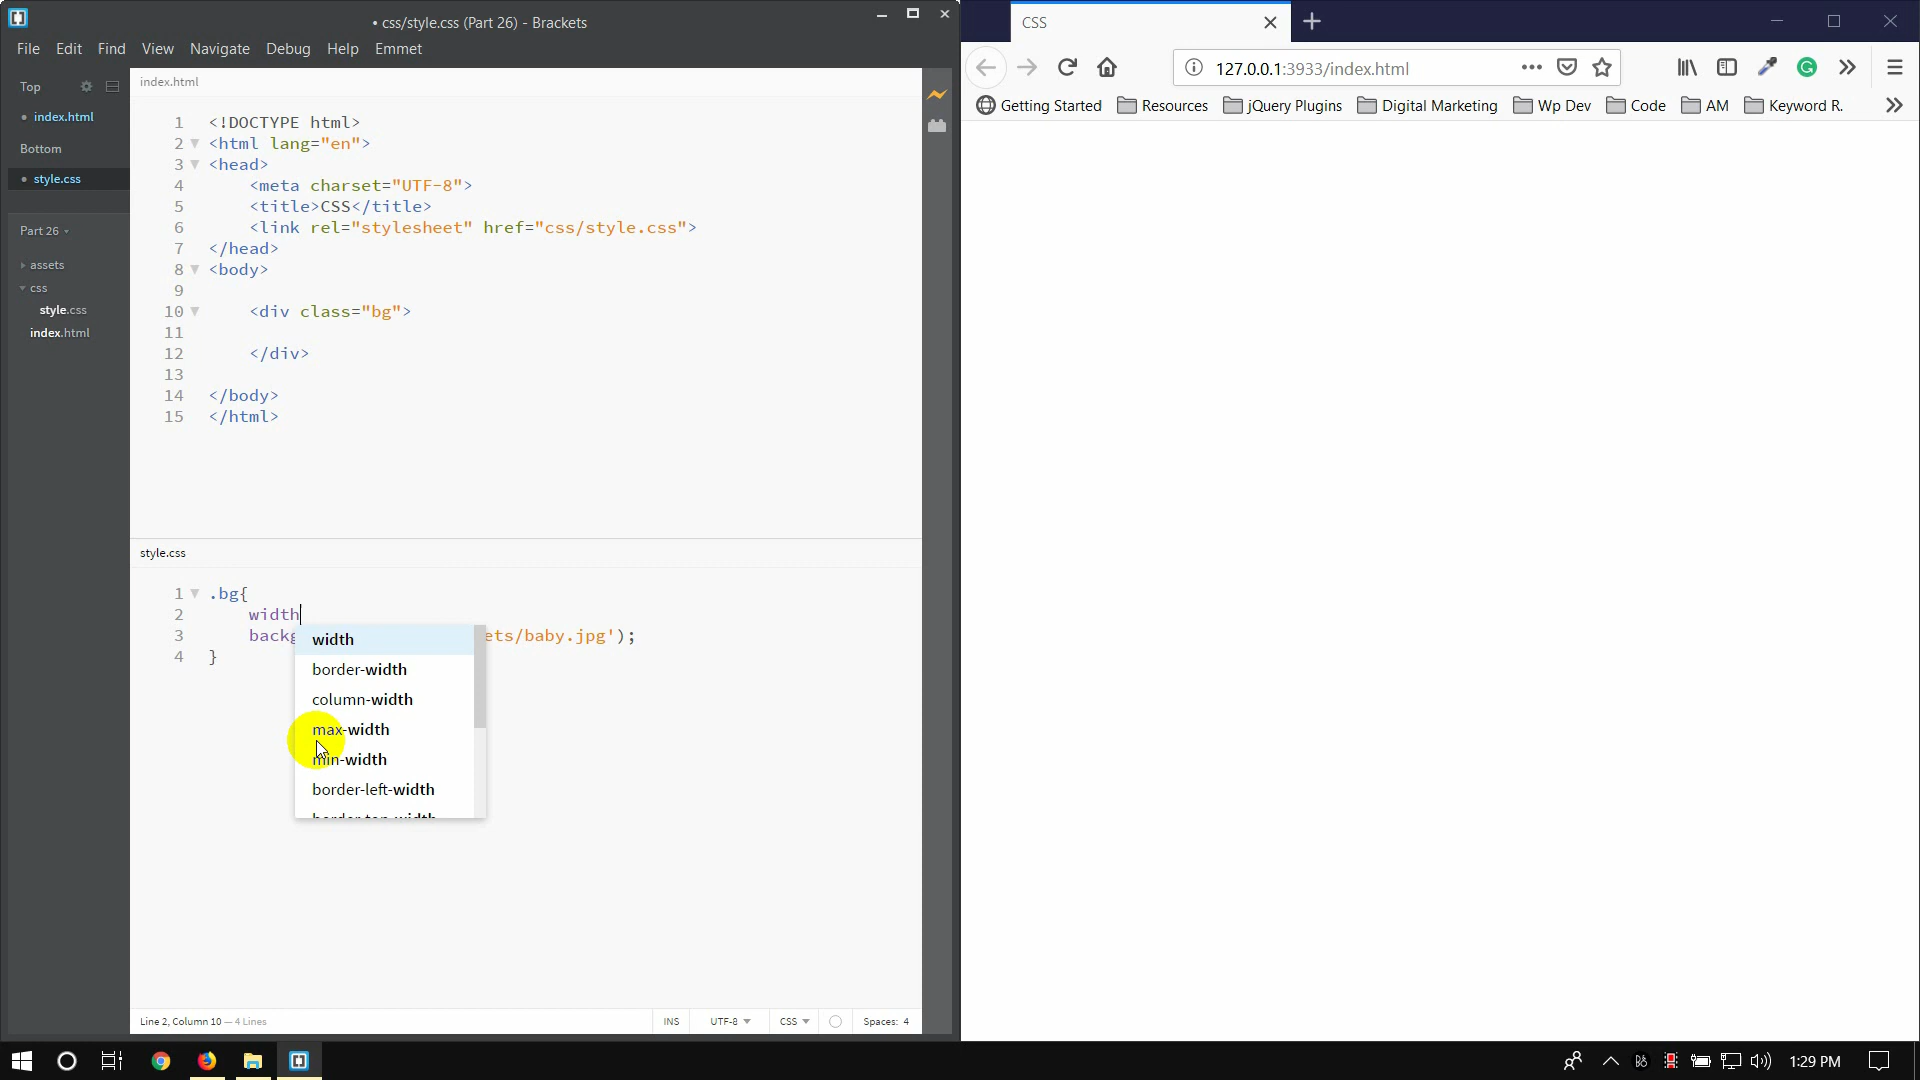 • css/style.css (Part 26) - Brackets
File Edit Find View Navigate Debug Help Emmet
Top
• index.html
Bottom
• style.css
Part 26
assets
css
style.css
index.html
index.html
1 <!DOCTYPE html>
2 <html lang="en">
3 <head>
4 <meta charset="UTF-8">
5 <title>CSS</title>
6 <link rel="stylesheet" href="css/style.css">
7 </head>
8 <body>
9
10 <div class="bg">
11
12 </div>
13
14 </body>
15 </html>
style.css
1 .bg{
2 width
3 backg ets/baby.jpg');
4 }
width
border-width
column-width
max-width
min-width
border-left-width
border-top-width
Line 2, Column 10 — 4 Lines
INS UTF-8 CSS Spaces: 4
CSS
127.0.0.1:3933/index.html
Getting Started Resources jQuery Plugins Digital Marketing Wp Dev Code AM Keyword R.
1:29 PM